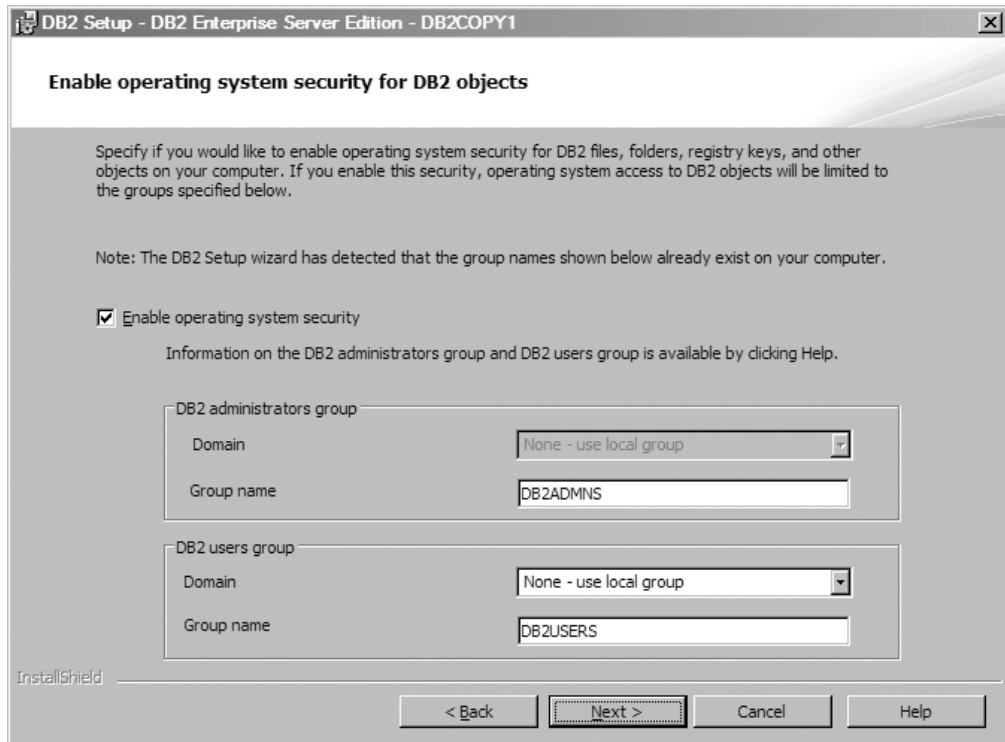 DB2 Setup - DB2 Enterprise Server Edition - DB2COPY1
Enable operating system security for DB2 objects
Specify if you would like to enable operating system security for DB2 files, folders, registry keys, and other
objects on your computer. If you enable this security, operating system access to DB2 objects will be limited to
the groups specified below.
Note: The DB2 Setup wizard has detected that the group names shown below already exist on your computer.
Enable operating system security
Information on the DB2 administrators group and DB2 users group is available by clicking Help.
DB2 administrators group
Domain None - use local group
Group name DB2ADMNS
DB2 users group
Domain None - use local group
Group name DB2USERS
InstallShield
< Back Next > Cancel Help